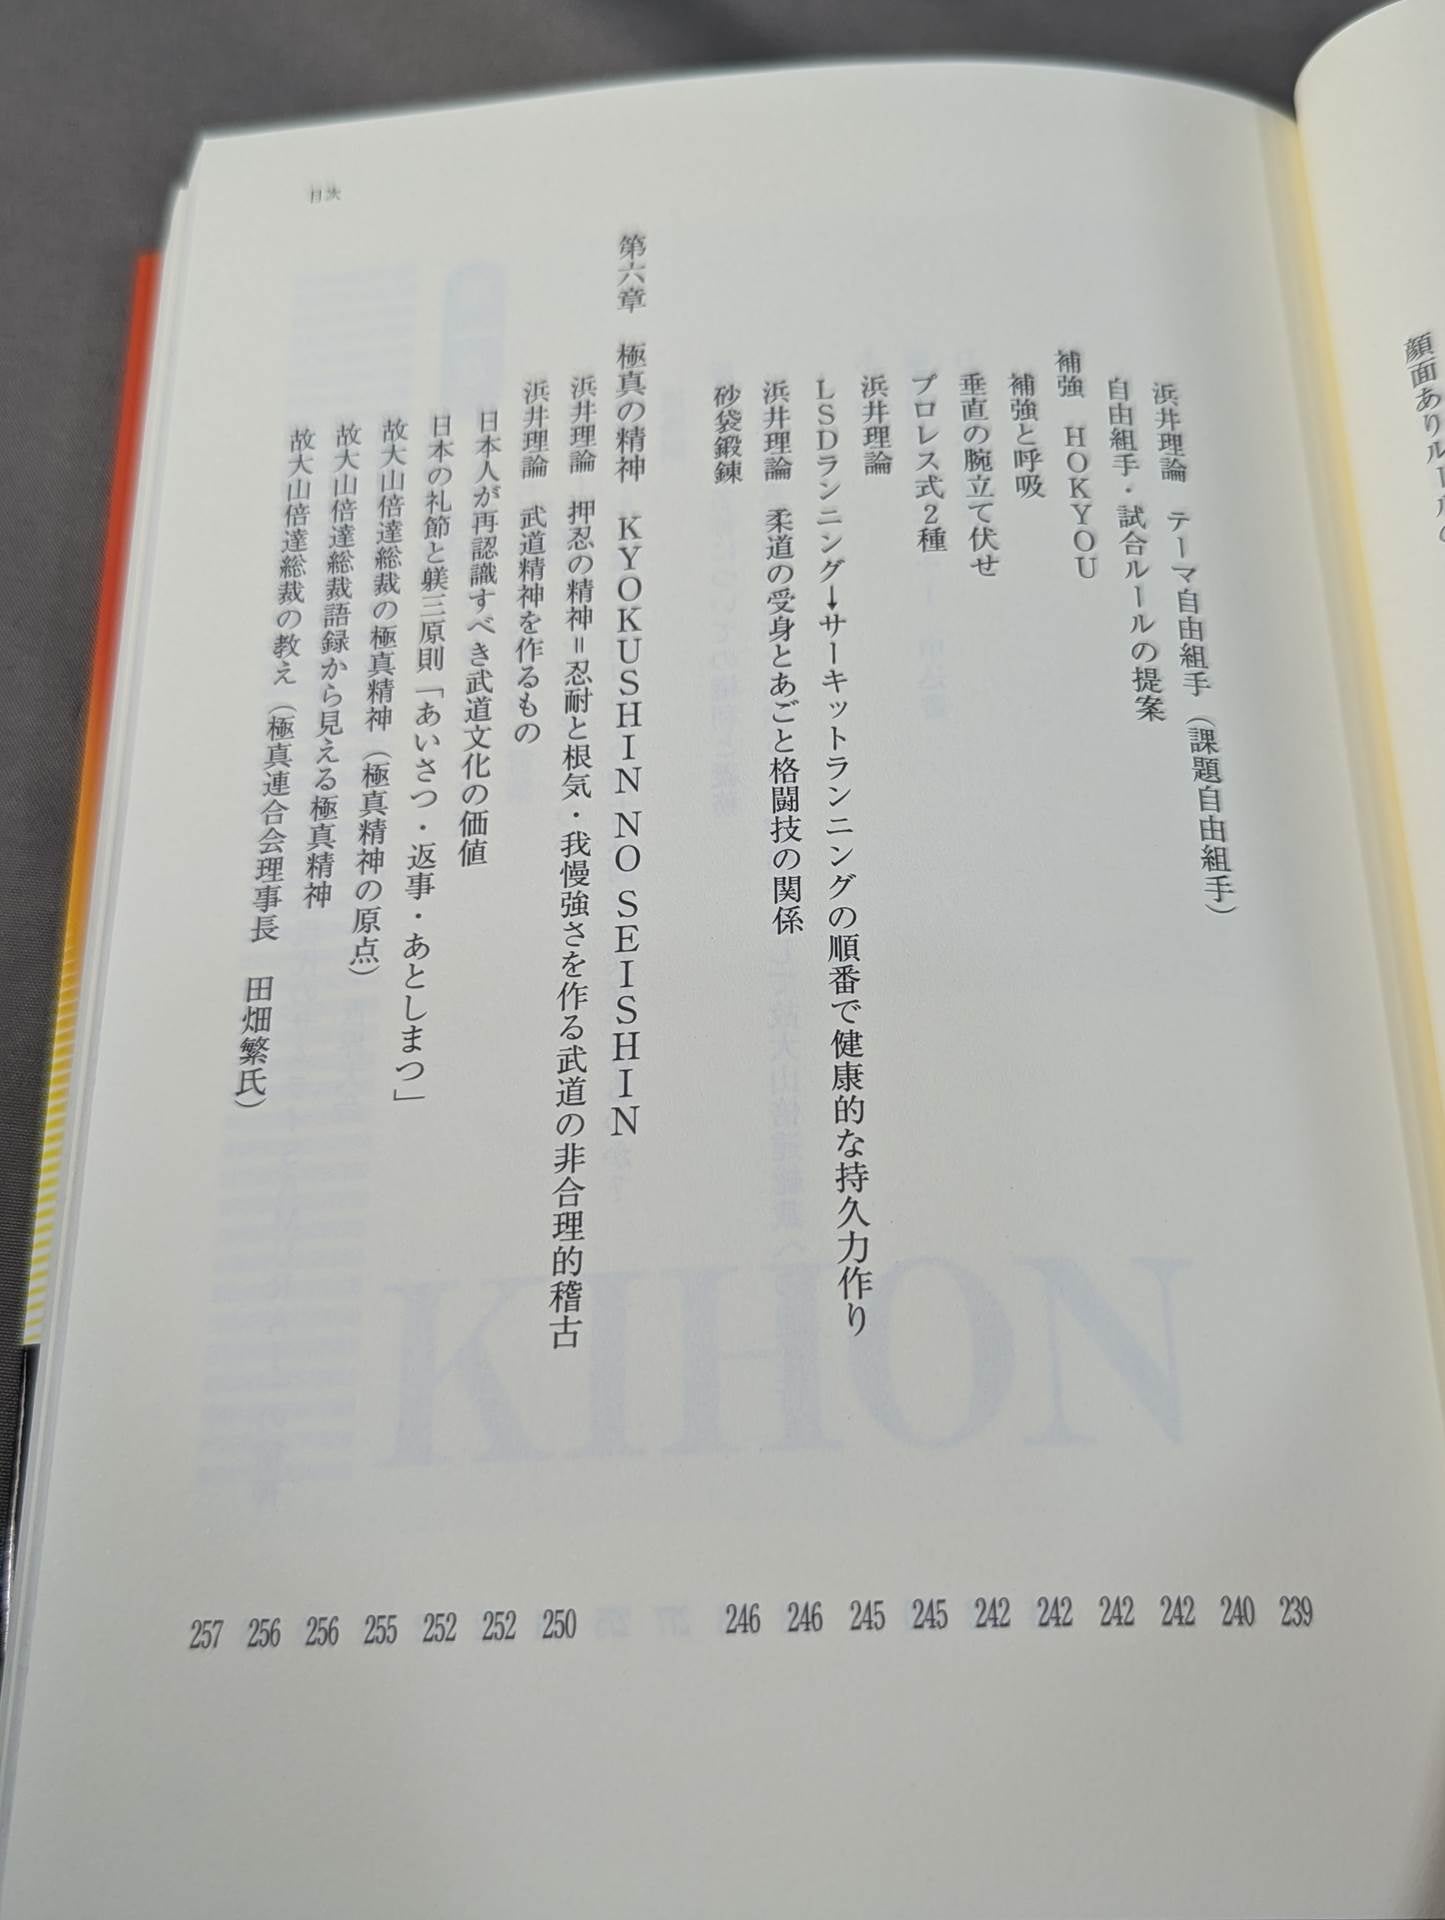 目次
顔面ありルールの
浜井理論　テーマ自由組手（課題自由組手）
自由組手・試合ルールの提案
補強　HOKYOU
補強と呼吸
垂直の腕立て伏せ
プロレス式2種
浜井理論
LSDランニング→サーキットランニングの順番で健康的な持久力作り
浜井理論　柔道の受身とあごと格闘技の関係
砂袋鍛錬
第六章　極真の精神　KYOKUSHIN NO SEISHIN
浜井理論　押忍の精神＝忍耐と根気・我慢強さを作る武道の非合理的稽古
浜井理論　武道精神を作るもの
日本人が再認識すべき武道文化の価値
日本の礼節と躾三原則「あいさつ・返事・あとしまつ」
故大山倍達総裁の極真精神（極真精神の原点）
故大山倍達総裁語録から見える極真精神
故大山倍達総裁の教え（極真連合会理事長　田畑繁氏）
239
240
242
242
242
242
245
245
246
246
250
252
252
255
256
256
257